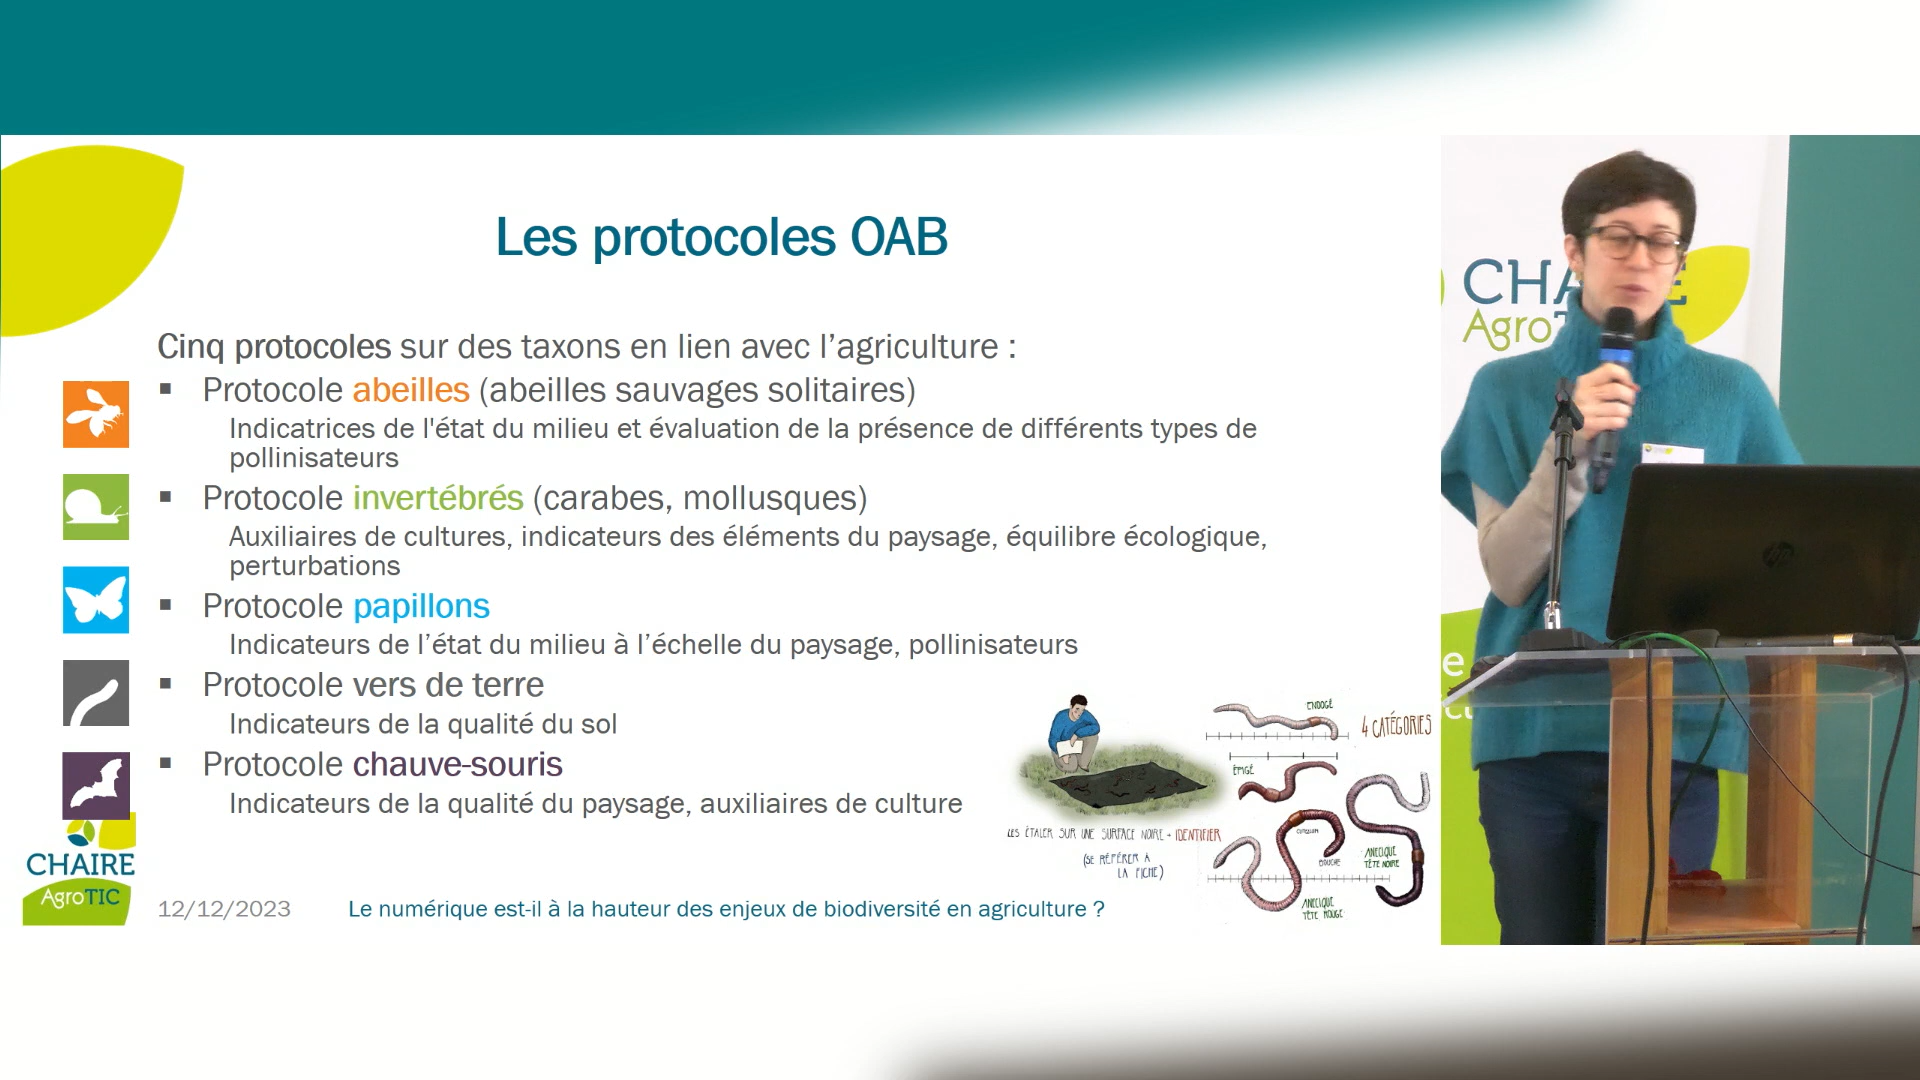 Les protocoles OAB
Cinq protocoles sur des taxons en lien avec l’agriculture :
▪ Protocole abeilles (abeilles sauvages solitaires)
Indicatrices de l'état du milieu et évaluation de la présence de différents types de
pollinisateurs
▪ Protocole invertébrés (carabes, mollusques)
Auxiliaires de cultures, indicateurs des éléments du paysage, équilibre écologique,
perturbations
▪ Protocole papillons
Indicateurs de l’état du milieu à l’échelle du paysage, pollinisateurs
▪ Protocole vers de terre
Indicateurs de la qualité du sol
▪ Protocole chauve-souris
Indicateurs de la qualité du paysage, auxiliaires de culture
ENDOGÉ
4 CATÉGORIES
ÉPIGÉ
LES ÉTALER SUR UNE SURFACE NOIRE + IDENTIFIER
(SE RÉFÉRER À
LA FICHE)
BOUCHE
ANECIQUE
TÊTE NOIRE
ANECIQUE
TÊTE ROUGE
CHAIRE
AgroTIC
12/12/2023
Le numérique est-il à la hauteur des enjeux de biodiversité en agriculture ?
CHA E
Agro
e
hp